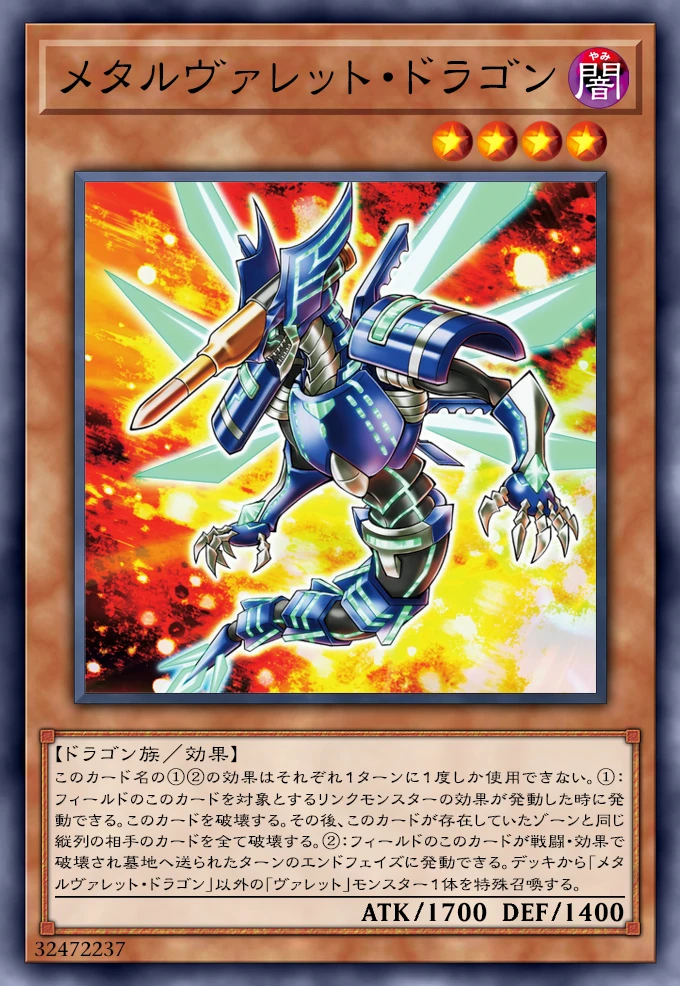 メタルヴァレット・ドラゴン
やみ
闇
【ドラゴン族／効果】
このカード名の①②の効果はそれぞれ１ターンに１度しか使用できない。①：
フィールドのこのカードを対象とするリンクモンスターの効果が発動した時に発
動できる。このカードを破壊する。その後、このカードが存在していたゾーンと同じ
縦列の相手のカードを全て破壊する。②：フィールドのこのカードが戦闘・効果で
破壊され墓地へ送られたターンのエンドフェイズに発動できる。デッキから「メタ
ルヴァレット・ドラゴン」以外の「ヴァレット」モンスター１体を特殊召喚する。
ATK/1700 DEF/1400
32472237